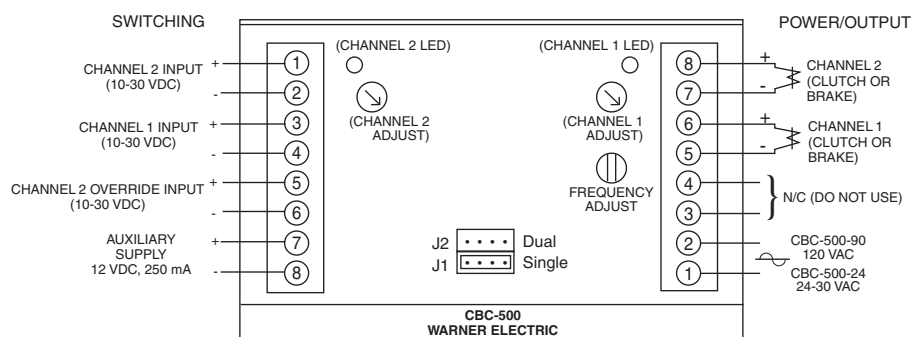 SWITCHING
POWER/OUTPUT
CHANNEL 2 INPUT
(10-30 VDC)
+
-
CHANNEL 1 INPUT
(10-30 VDC)
+
-
CHANNEL 2 OVERRIDE INPUT
(10-30 VDC)
+
-
AUXILIARY
SUPPLY
12 VDC, 250 mA
+
-
1
2
3
4
5
6
7
8
(CHANNEL 2 LED)
(CHANNEL 2
ADJUST)
(CHANNEL 1 LED)
(CHANNEL 1
ADJUST)
FREQUENCY
ADJUST
J2 Dual
J1 Single
8
7
6
5
4
3
2
1
+
-
CHANNEL 2
(CLUTCH OR
BRAKE)
+
-
CHANNEL 1
(CLUTCH OR
BRAKE)
N/C (DO NOT USE)
CBC-500-90
120 VAC
CBC-500-24
24-30 VAC
CBC-500
WARNER ELECTRIC